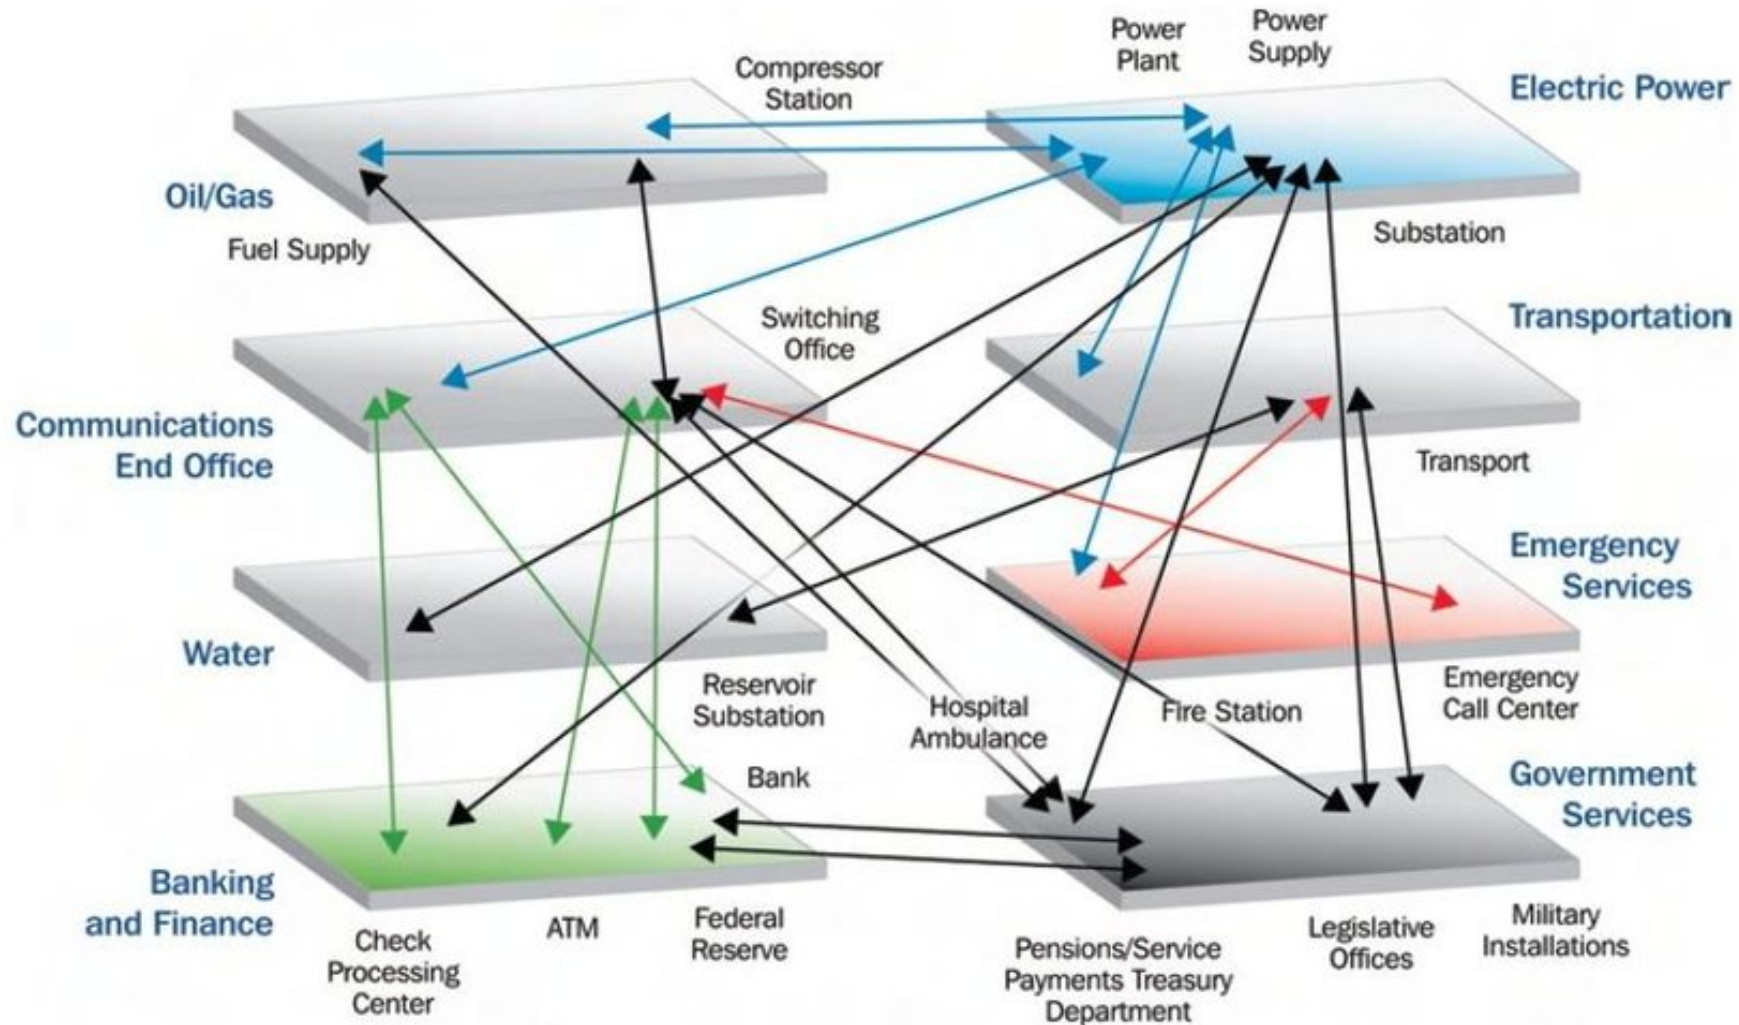 Power
Plant
Power
Supply
Compressor
Station
Electric Power
Oil/Gas
Fuel Supply
Substation
Switching
Office
Transportation
Communications
End Office
Transport
Emergency
Services
Water
Reservoir
Substation
Hospital
Ambulance
Fire Station
Emergency
Call Center
Bank
Government
Services
Banking
and Finance
Check
Processing
Center
ATM
Federal
Reserve
Pensions/Service
Payments Treasury
Department
Legislative
Offices
Military
Installations